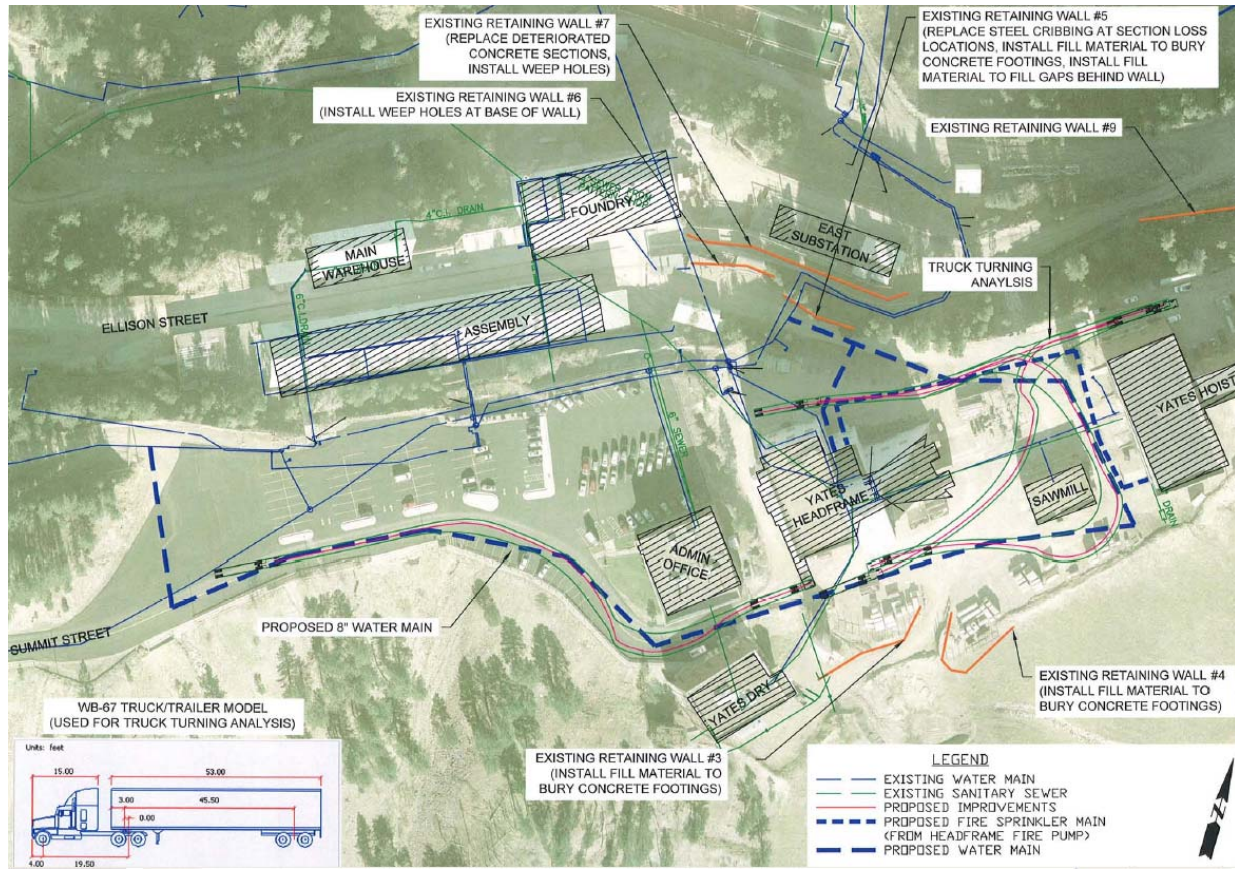 EXISTING RETAINING WALL #7
(REPLACE DETERIORATED
CONCRETE SECTIONS,
INSTALL WEEP HOLES)
EXISTING RETAINING WALL #5
(REPLACE STEEL CRIBBING AT SECTION LOSS
LOCATIONS, INSTALL FILL MATERIAL TO BURY
CONCRETE FOOTINGS, INSTALL FILL
MATERIAL TO FILL GAPS BEHIND WALL)
EXISTING RETAINING WALL #6
(INSTALL WEEP HOLES AT BASE OF WALL)
EXISTING RETAINING WALL #9
4"C.I. DRAIN
FOUNDRY
MAIN
WAREHOUSE
EAST
SUBSTATION
TRUCK TURNING
ANAYLSIS
6"C.I.DRAIN
ELLISON STREET
ASSEMBLY
YATES HOIST
6" SEWER
YATES
HEADFRAME
SAWMILL
DRAIN
ADMIN
OFFICE
PROPOSED 8" WATER MAIN
SUMMIT STREET
YATES DRY
EXISTING RETAINING WALL #4
(INSTALL FILL MATERIAL TO
BURY CONCRETE FOOTINGS)
EXISTING RETAINING WALL #3
(INSTALL FILL MATERIAL TO
BURY CONCRETE FOOTINGS)
WB-67 TRUCK/TRAILER MODEL
(USED FOR TRUCK TURNING ANALYSIS)
Units: feet
15.00
53.00
3.00
45.50
0.00
4.00
19.50
LEGEND
EXISTING WATER MAIN
EXISTING SANITARY SEWER
PROPOSED IMPROVEMENTS
PROPOSED FIRE SPRINKLER MAIN
(FROM HEADFRAME FIRE PUMP)
PROPOSED WATER MAIN
N